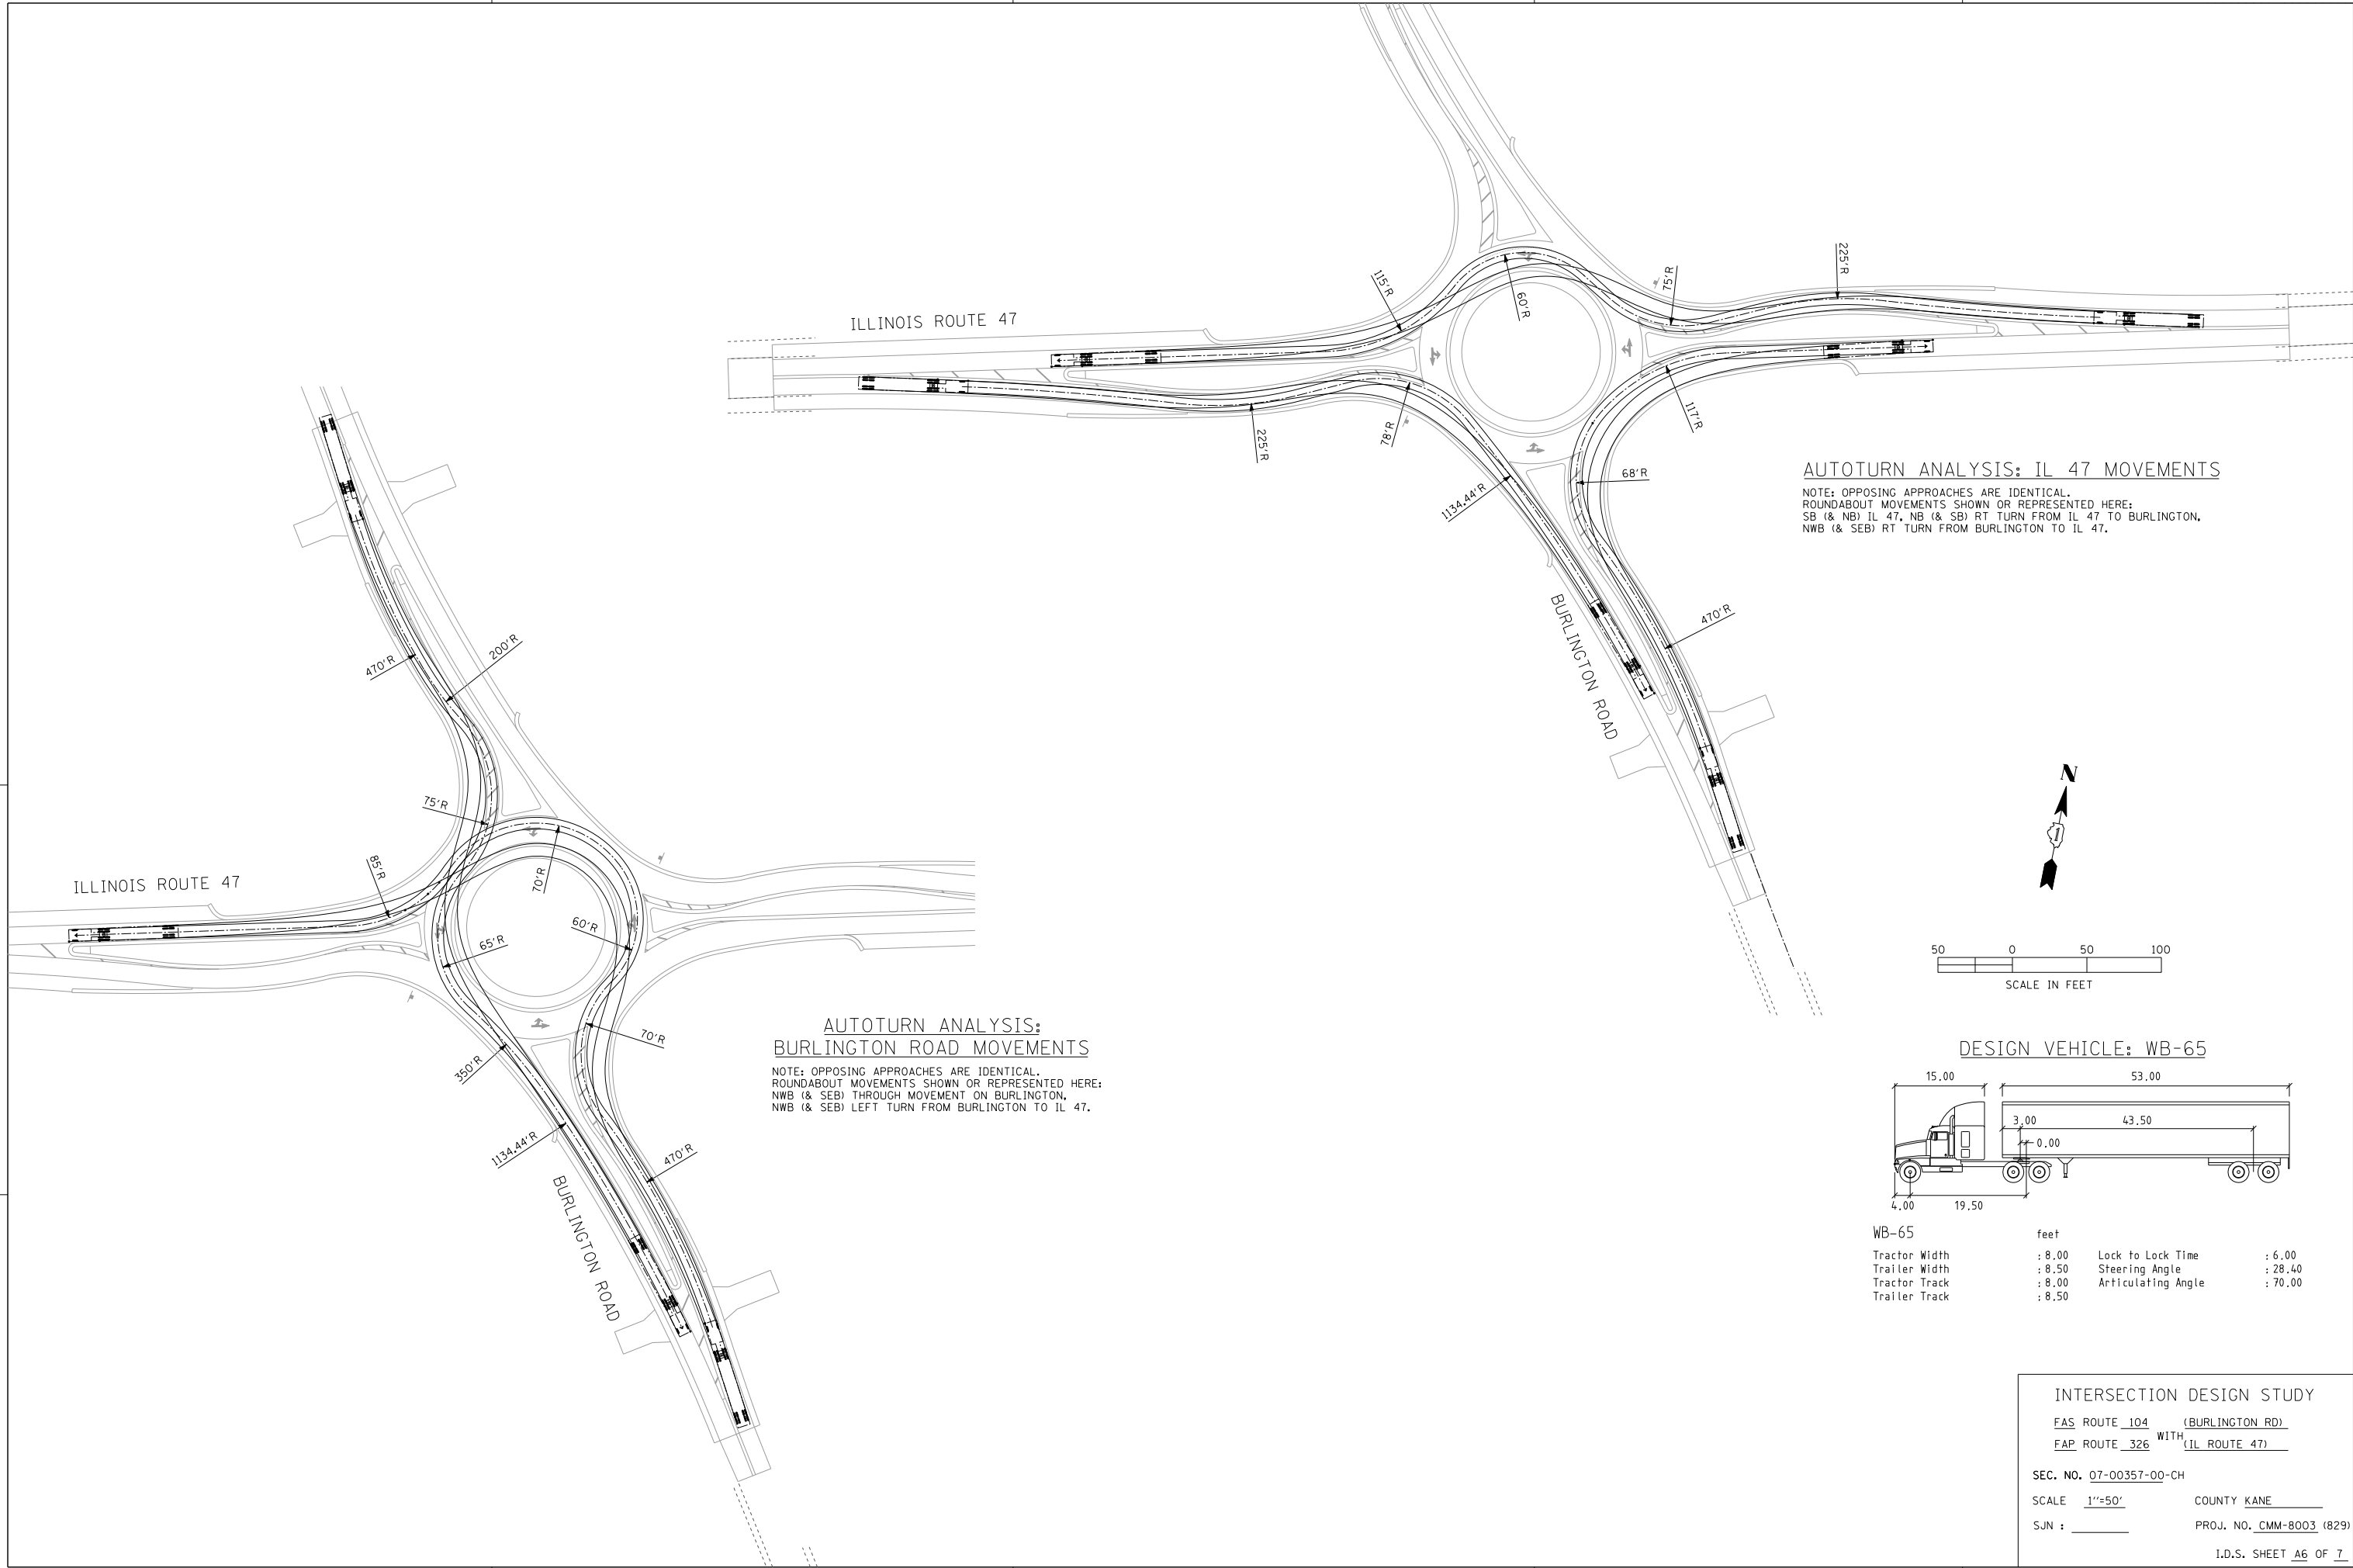 ILLINOIS ROUTE 47
115'R
60'R
75'R
225'R
225'R
78'R
117'R
68'R
1134.44'R
470'R
BURLINGTON ROAD
AUTOTURN ANALYSIS: IL 47 MOVEMENTS
NOTE: OPPOSING APPROACHES ARE IDENTICAL.
ROUNDABOUT MOVEMENTS SHOWN OR REPRESENTED HERE:
SB (& NB) IL 47, NB (& SB) RT TURN FROM IL 47 TO BURLINGTON,
NWB (& SEB) RT TURN FROM BURLINGTON TO IL 47.
470'R
200'R
75'R
85'R
70'R
60'R
65'R
70'R
350'R
1134.44'R
470'R
ILLINOIS ROUTE 47
BURLINGTON ROAD
AUTOTURN ANALYSIS:
BURLINGTON ROAD MOVEMENTS
NOTE: OPPOSING APPROACHES ARE IDENTICAL.
ROUNDABOUT MOVEMENTS SHOWN OR REPRESENTED HERE:
NWB (& SEB) THROUGH MOVEMENT ON BURLINGTON,
NWB (& SEB) LEFT TURN FROM BURLINGTON TO IL 47.
N
1
50 0 50 100
SCALE IN FEET
DESIGN VEHICLE: WB-65
15.00 53.00
3.00 43.50
0.00
4.00 19.50
WB-65 feet
Tractor Width : 8.00 Lock to Lock Time : 6.00
Trailer Width : 8.50 Steering Angle : 28.40
Tractor Track : 8.00 Articulating Angle : 70.00
Trailer Track : 8.50
INTERSECTION DESIGN STUDY
FAS ROUTE 104 (BURLINGTON RD)
WITH
FAP ROUTE 326 (IL ROUTE 47)
SEC. NO. 07-00357-00-CH
SCALE 1''=50' COUNTY KANE
SJN : PROJ. NO. CMM-8003 (829)
I.D.S. SHEET A6 OF 7